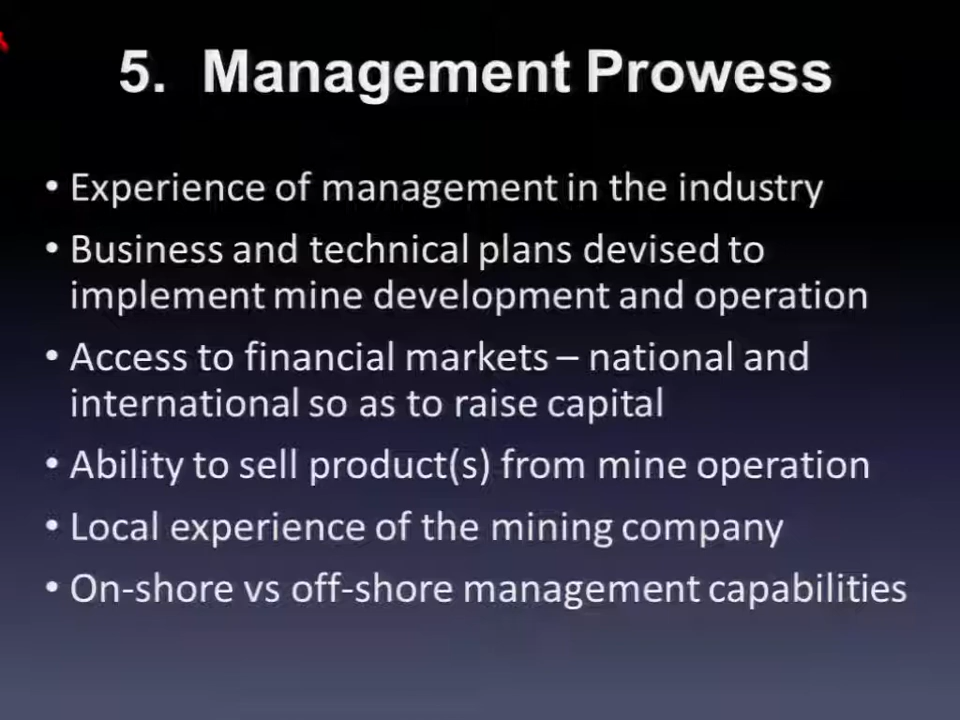 5. Management Prowess
• Experience of management in the industry
• Business and technical plans devised to
implement mine development and operation
• Access to financial markets – national and
international so as to raise capital
• Ability to sell product(s) from mine operation
• Local experience of the mining company
• On-shore vs off-shore management capabilities